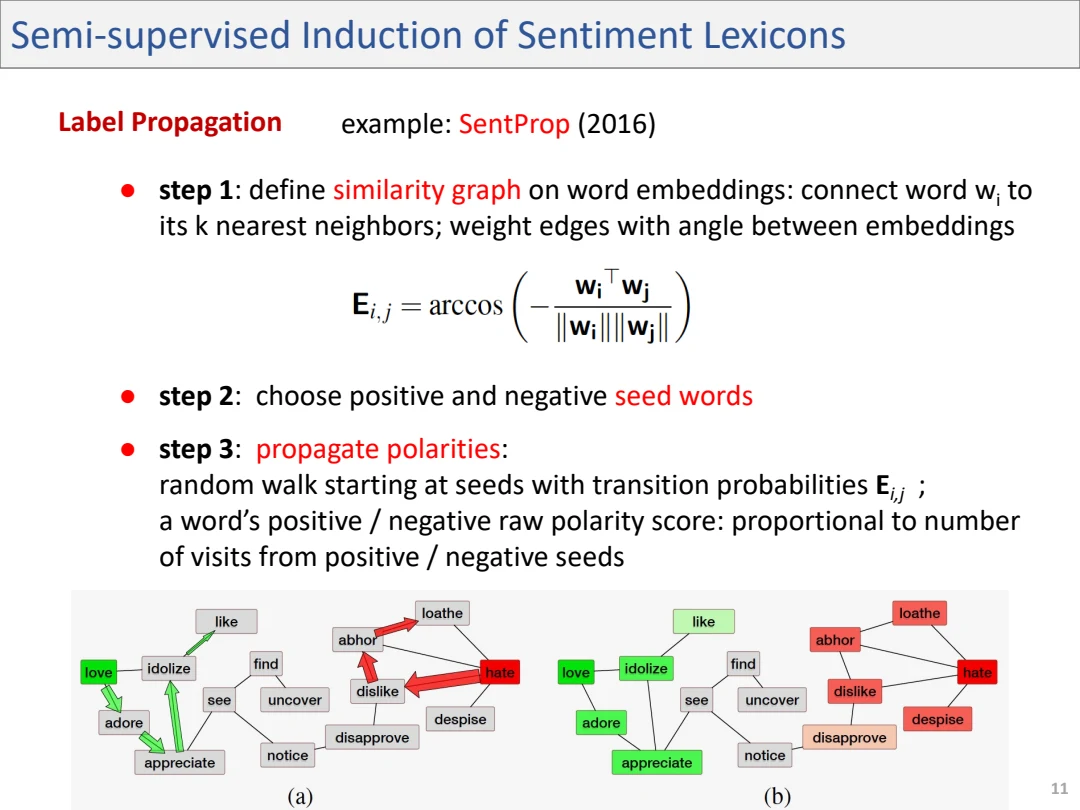 Semi-supervised Induction of Sentiment Lexicons
Label Propagation example: SentProp (2016)
● step 1: define similarity graph on word embeddings: connect word wᵢ to
its k nearest neighbors; weight edges with angle between embeddings
E_{i,j} = arccos ( − wᵢ^⊤ wⱼ / ‖wᵢ‖‖wⱼ‖ )
● step 2: choose positive and negative seed words
● step 3: propagate polarities:
random walk starting at seeds with transition probabilities E_{i,j} ;
a word’s positive / negative raw polarity score: proportional to number
of visits from positive / negative seeds
like
loathe
abhor
love
idolize
find
hate
see
uncover
dislike
adore
despise
disapprove
appreciate
notice
(a)
like
loathe
abhor
love
idolize
find
hate
see
uncover
dislike
adore
despise
disapprove
appreciate
notice
(b)
11